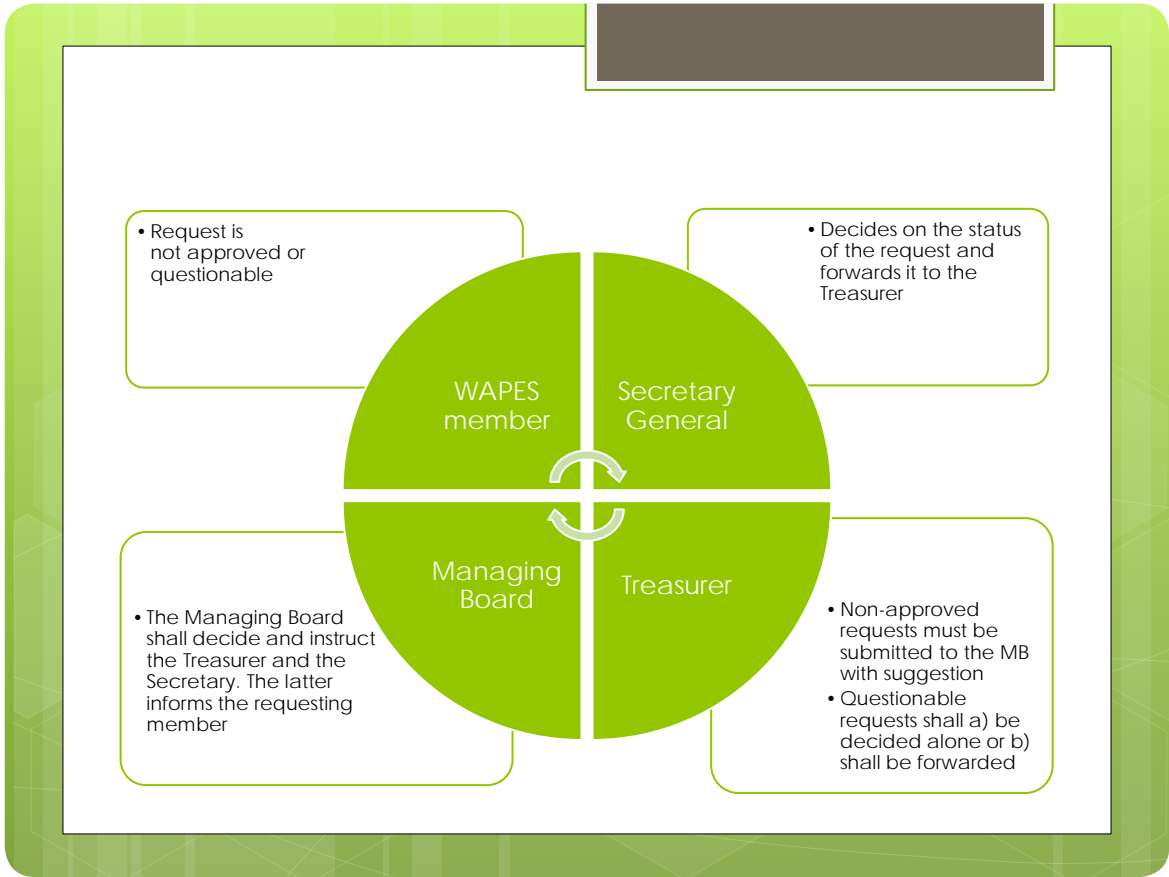 • Request is
not approved or
questionable
• Decides on the status
of the request and
forwards it to the
Treasurer
WAPES
member
Secretary
General
Managing
Board
Treasurer
• The Managing Board
shall decide and instruct
the Treasurer and the
Secretary. The latter
informs the requesting
member
• Non-approved
requests must be
submitted to the MB
with suggestion
• Questionable
requests shall a) be
decided alone or b)
shall be forwarded